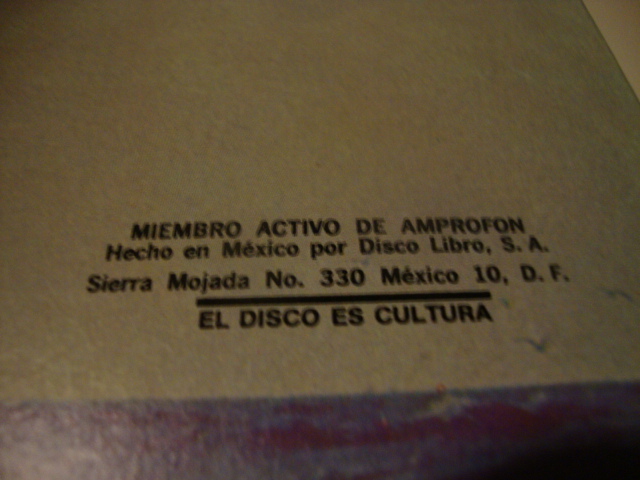 MIEMBRO ACTIVO DE AMPROFON
Hecho en México por Disco Libro, S. A.
Sierra Mojada No. 330 México 10, D. F.
EL DISCO ES CULTURA